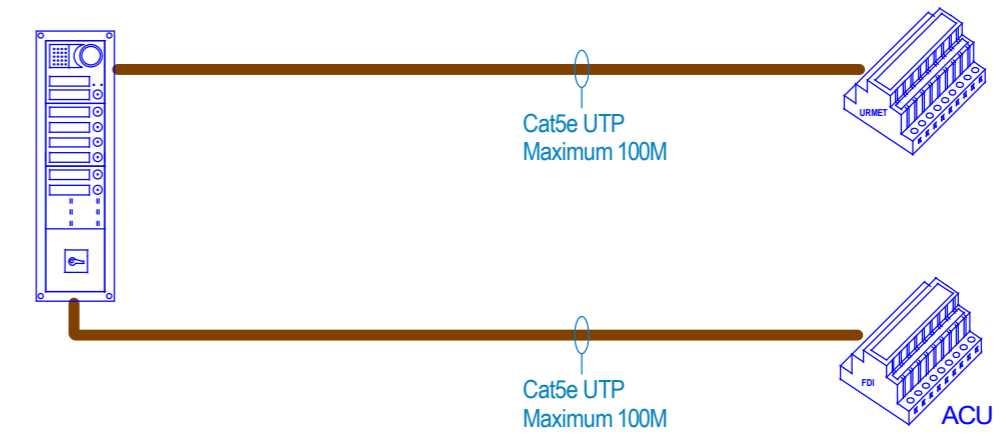 Cat5e UTP
Maximum 100M
URMET
Cat5e UTP
Maximum 100M
FDI
ACU